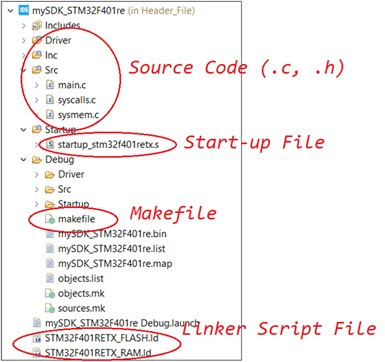 mySDK_STM32F401re (in Header_File)
Includes
Driver
Inc
Src
Source Code (.c, .h)
main.c
syscalls.c
sysmem.c
Startup
startup_stm32f401retx.s
Start-up File
Debug
Driver
Src
Startup
makefile
Makefile
mySDK_STM32F401re.bin
mySDK_STM32F401re.list
mySDK_STM32F401re.map
objects.list
objects.mk
sources.mk
Linker Script File
mySDK_STM32F401re Debug.launch
STM32F401RETX_FLASH.ld
STM32F401RETX_RAM.ld